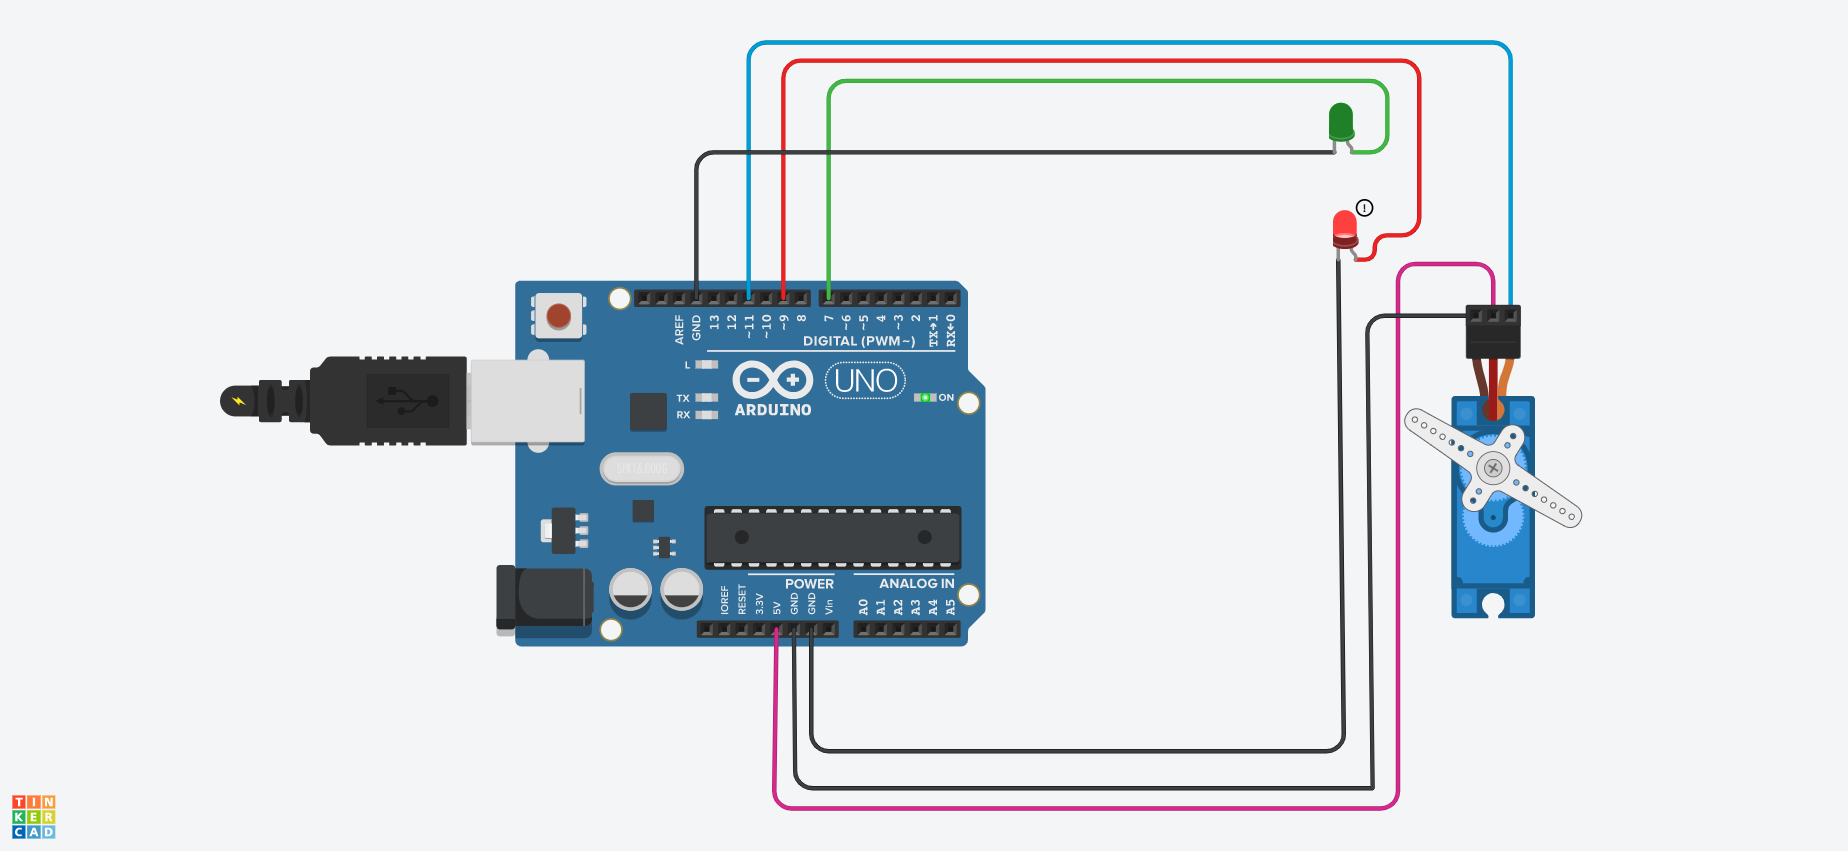 !
AREF
GND
13
12
~11
~10
~9
8
7
~6
~5
4
~3
2
TX→1
RX←0
DIGITAL (PWM~)
L
TX
RX
ARDUINO
UNO
ON
POWER
ANALOG IN
IOREF
RESET
3.3V
5V
GND
GND
Vin
A0
A1
A2
A3
A4
A5
TIN
KER
CAD